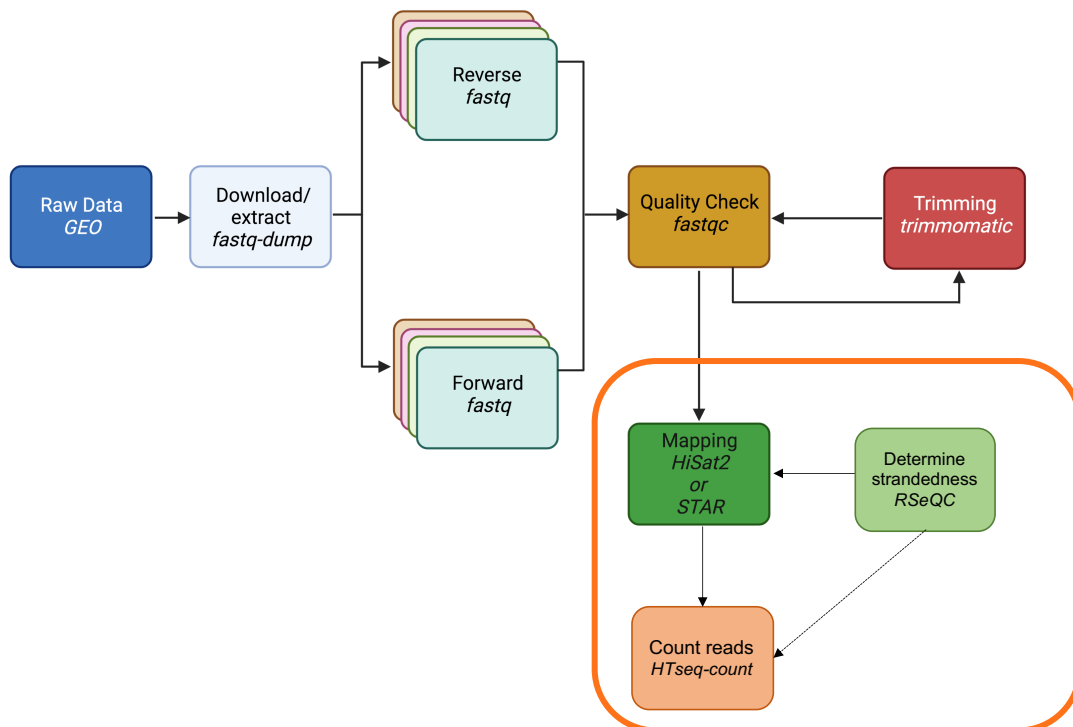 Reverse
fastq
Raw Data
GEO
Download/
extract
fastq-dump
Quality Check
fastqc
Trimming
trimmomatic
Forward
fastq
Mapping
HiSat2
or
STAR
Determine
strandedness
RSeQC
Count reads
HTseq-count